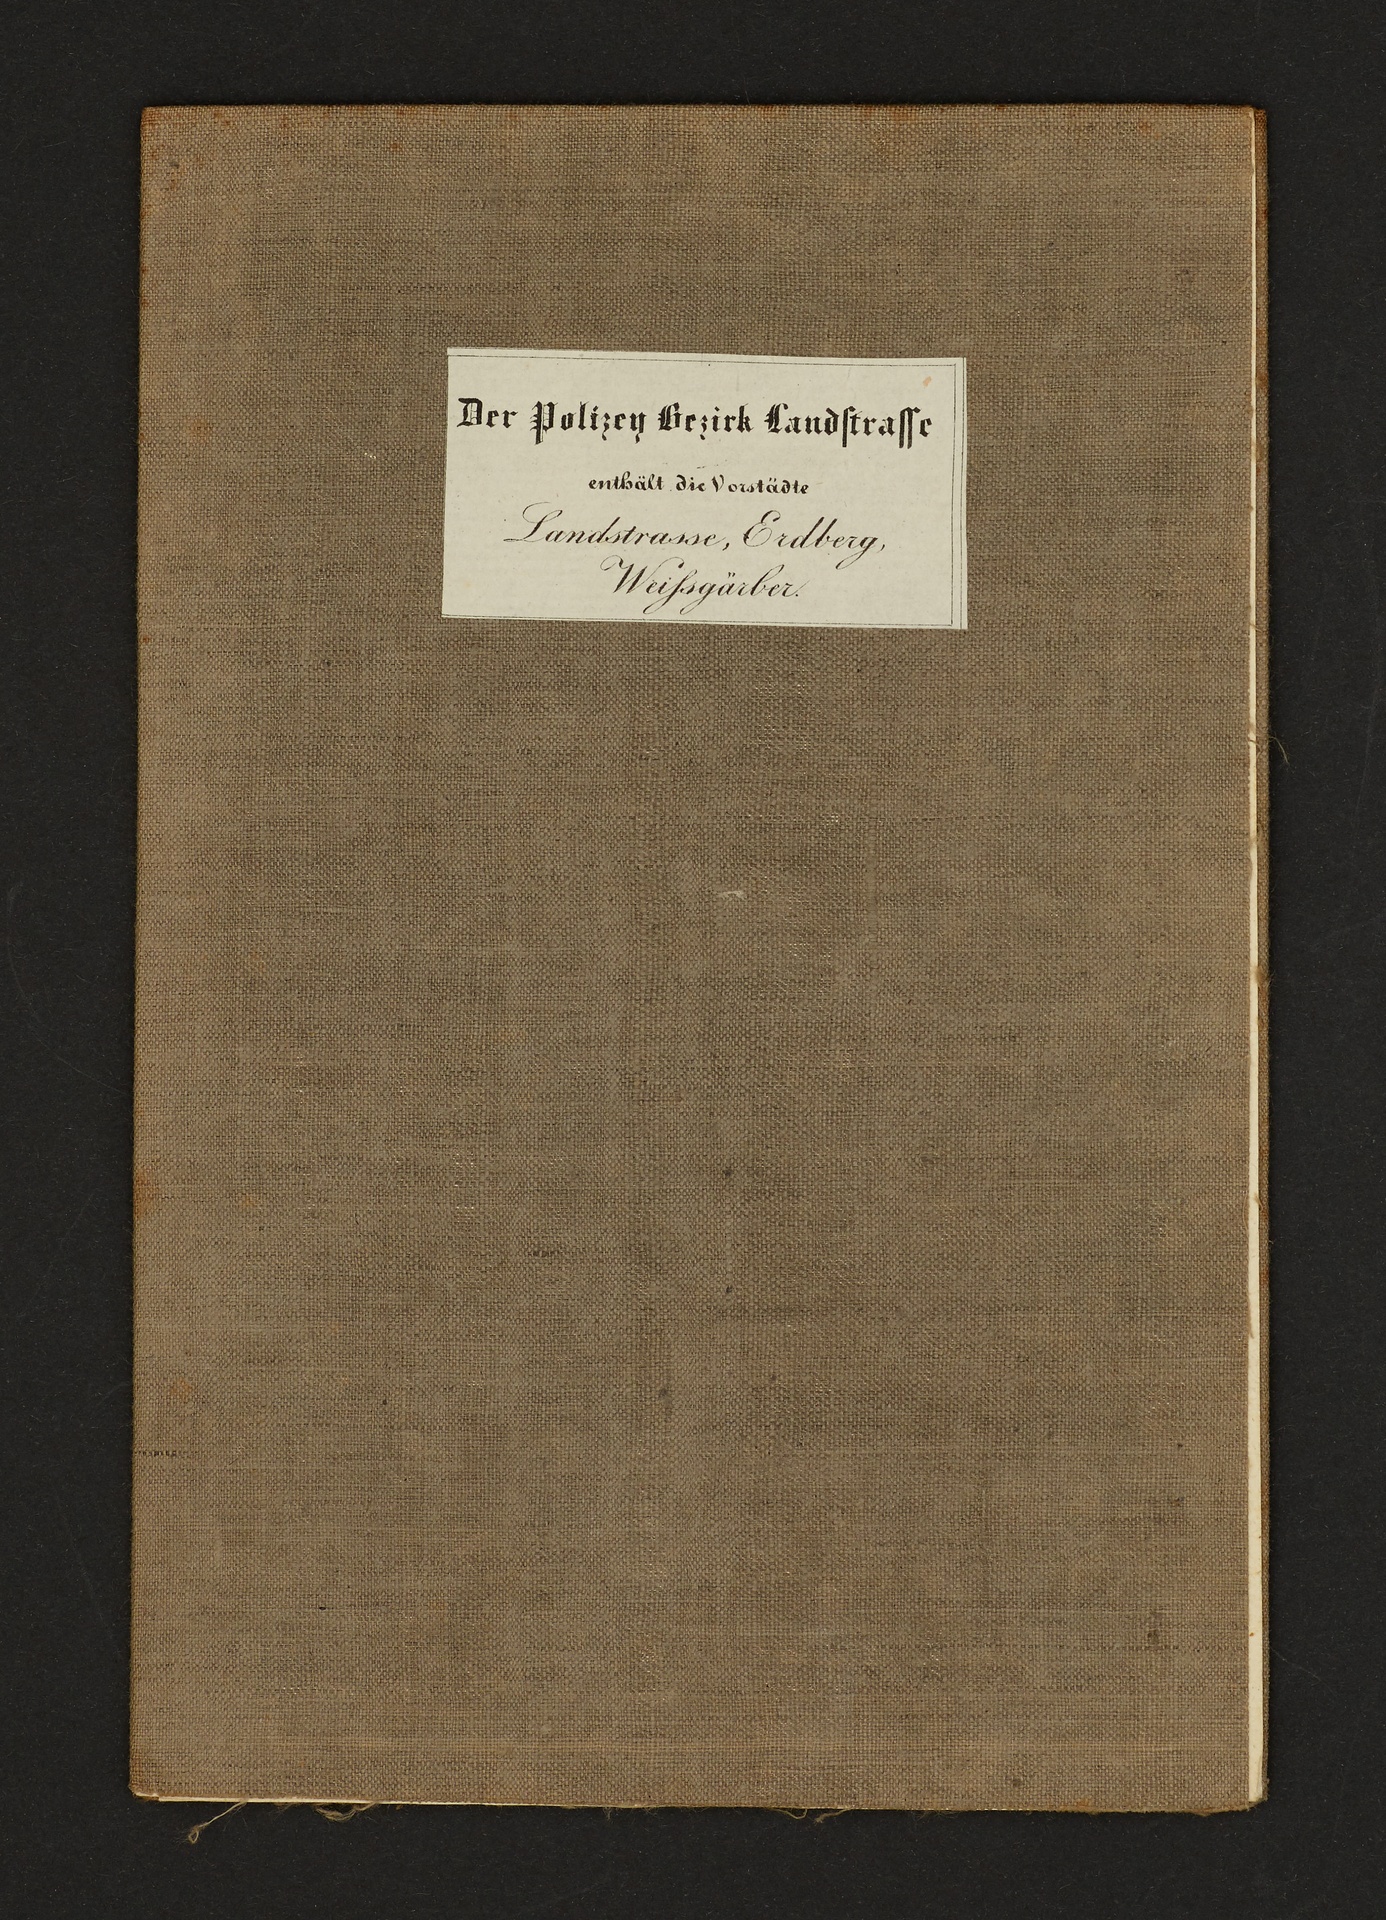 Der Polizey Bezirk Landstrasse
enthält die Vorstädte
Landstrasse, Erdberg,
Weißgärber.